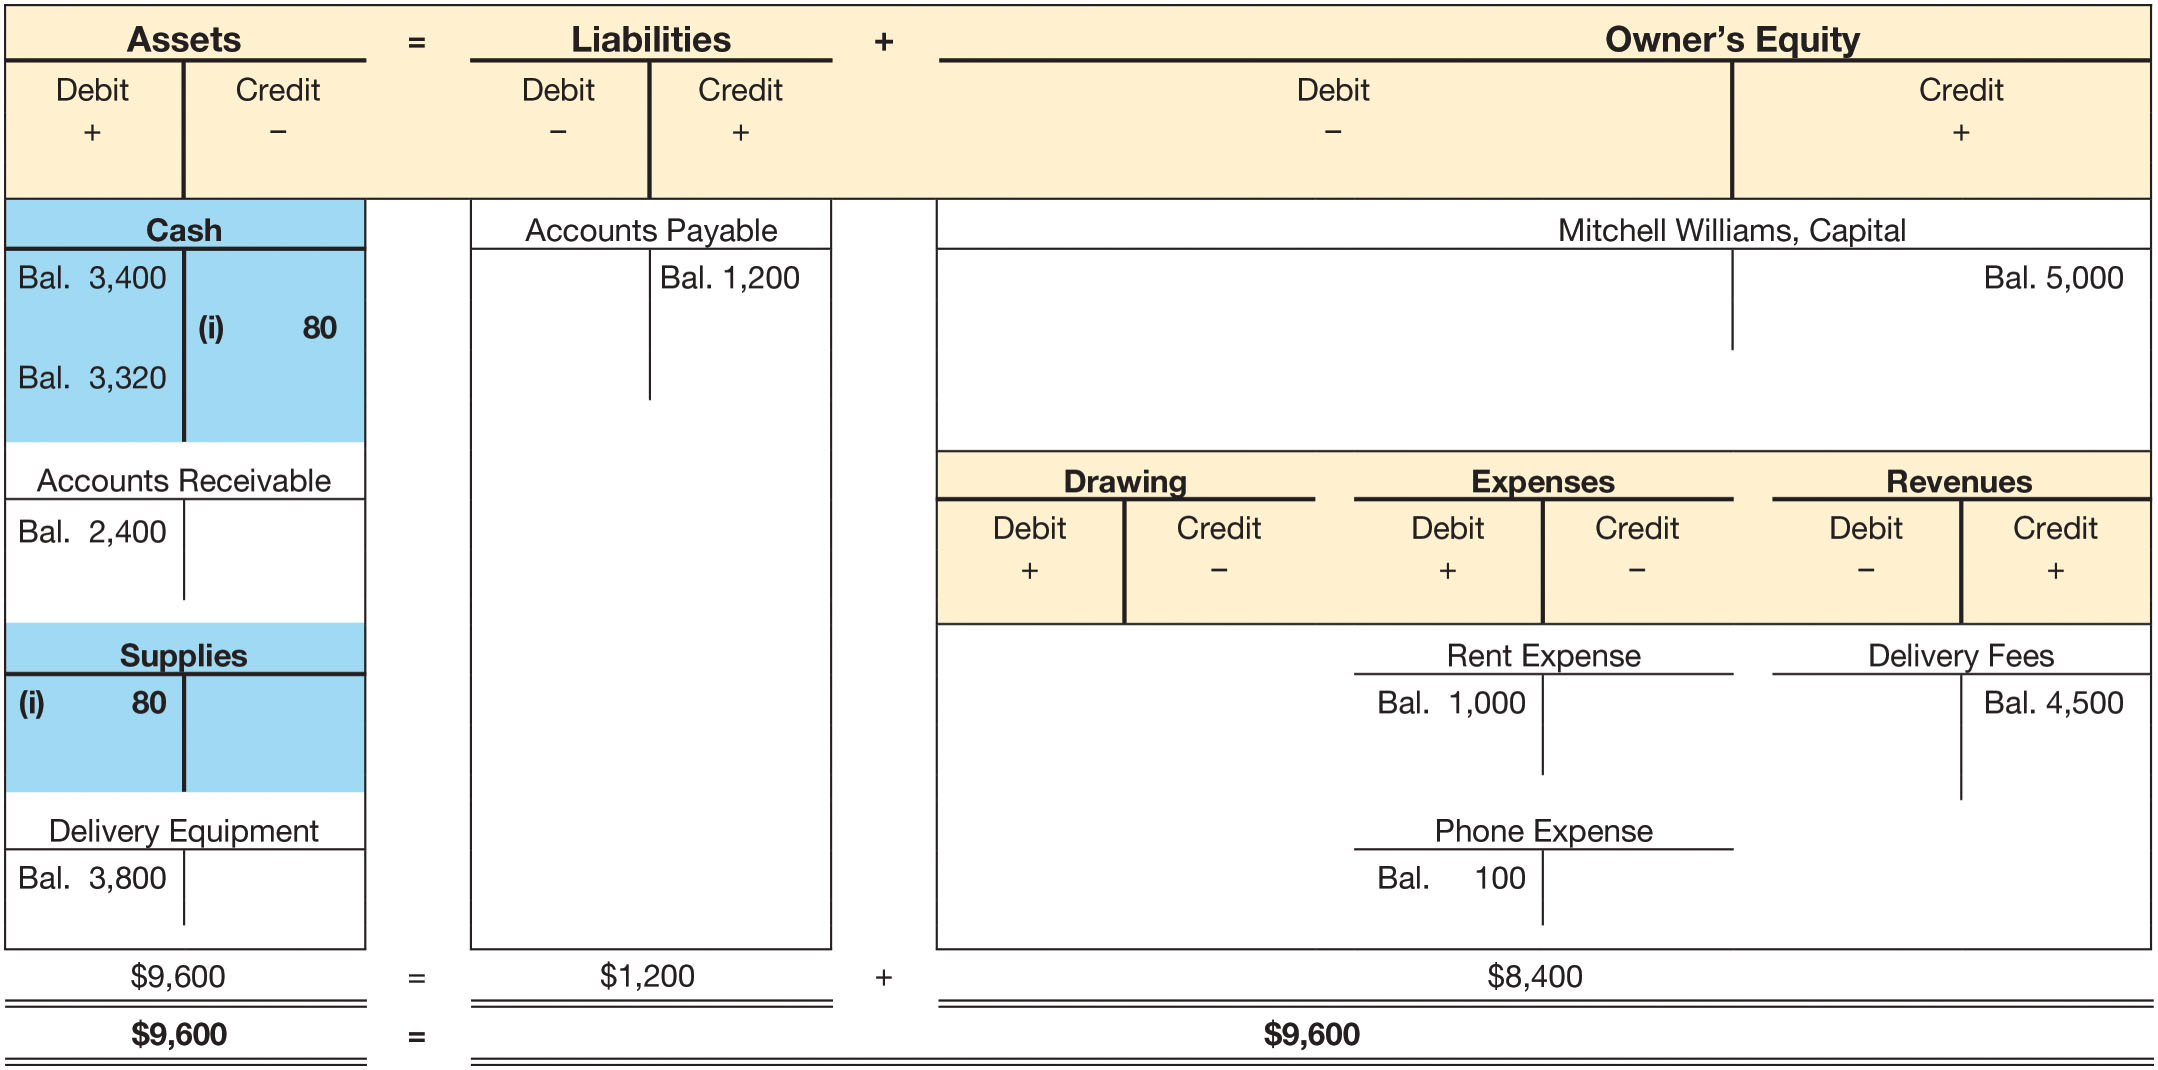 Assets = Liabilities + Owner’s Equity
Debit Credit Debit Credit Debit Credit
+ – – + – +
Cash Accounts Payable Mitchell Williams, Capital
Bal. 3,400 Bal. 1,200 Bal. 5,000
(i) 80
Bal. 3,320
Accounts Receivable Drawing Expenses Revenues
Bal. 2,400 Debit Credit Debit Credit Debit Credit
+ – + – – +
Supplies Rent Expense Delivery Fees
(i) 80 Bal. 1,000 Bal. 4,500
Delivery Equipment Phone Expense
Bal. 3,800 Bal. 100
$9,600 = $1,200 + $8,400
$9,600 = $9,600